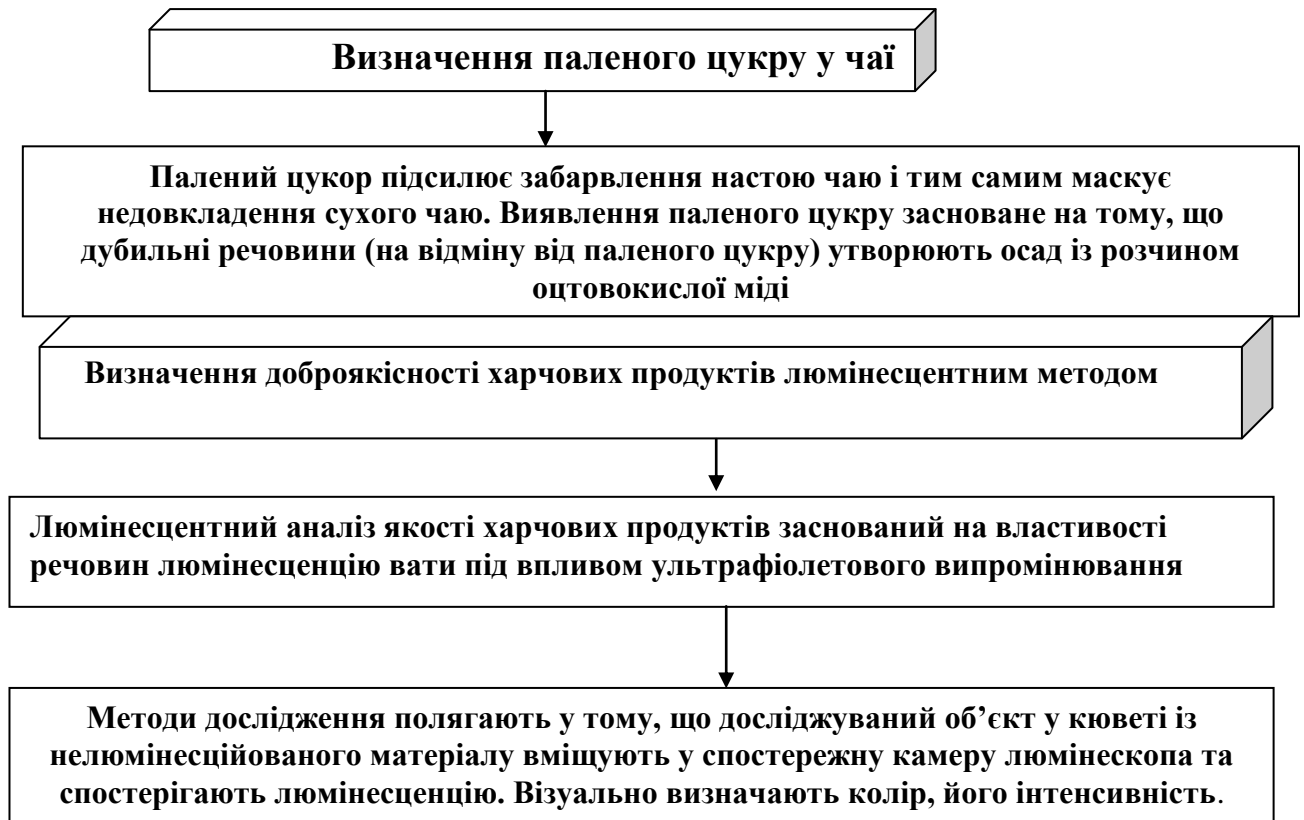 Визначення паленого цукру у чаї
Палений цукор підсилює забарвлення настою чаю і тим самим маскує
недовкладення сухого чаю. Виявлення паленого цукру засноване на тому, що
дубильні речовини (на відміну від паленого цукру) утворюють осад із розчином
оцтовокислої міді
Визначення доброякісності харчових продуктів люмінесцентним методом
Люмінесцентний аналіз якості харчових продуктів заснований на властивості
речовин люмінесценцію вати під впливом ультрафіолетового випромінювання
Методи дослідження полягають у тому, що досліджуваний об’єкт у кюветі із
нелюмінесційованого матеріалу вміщують у спостережну камеру люмінескопа та
спостерігають люмінесценцію. Візуально визначають колір, його інтенсивність.